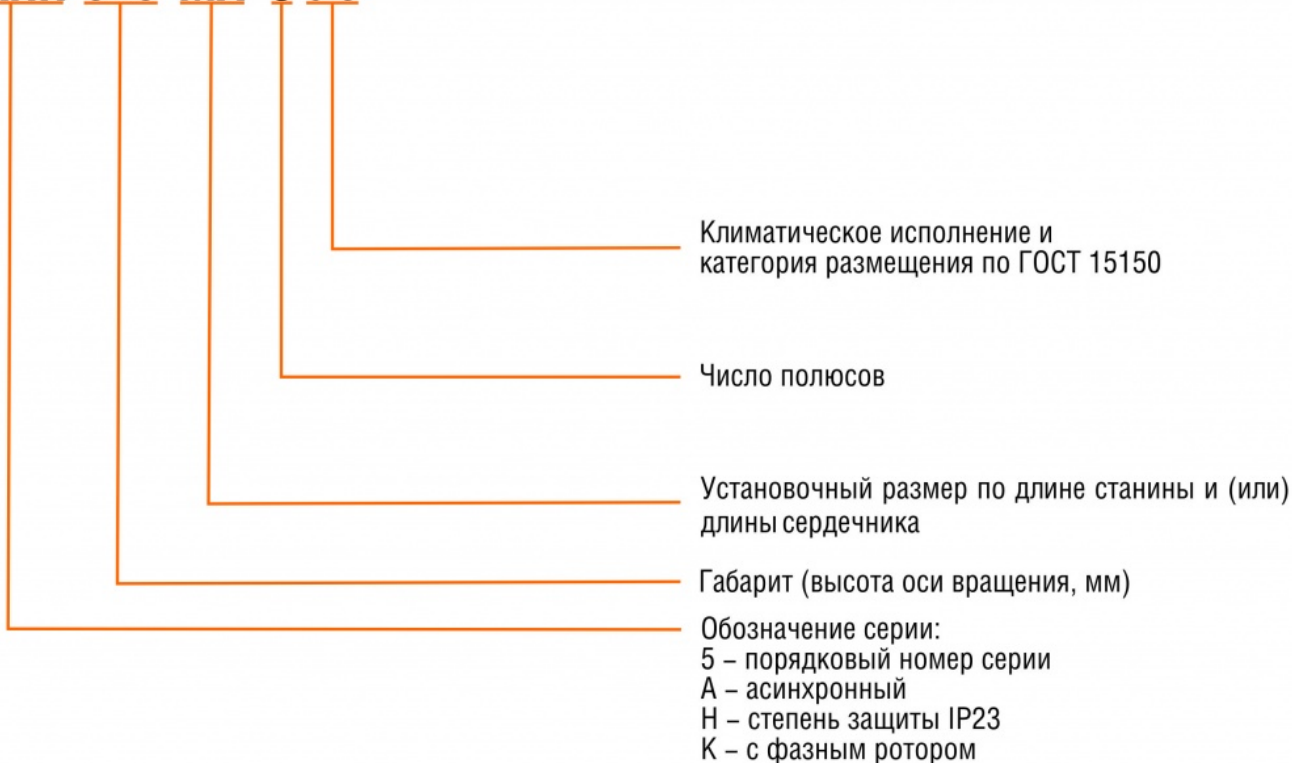 Климатическое исполнение и
категория размещения по ГОСТ 15150
Число полюсов
Установочный размер по длине станины и (или)
длины сердечника
Габарит (высота оси вращения, мм)
Обозначение серии:
5 – порядковый номер серии
А – асинхронный
Н – степень защиты IP23
К – с фазным ротором